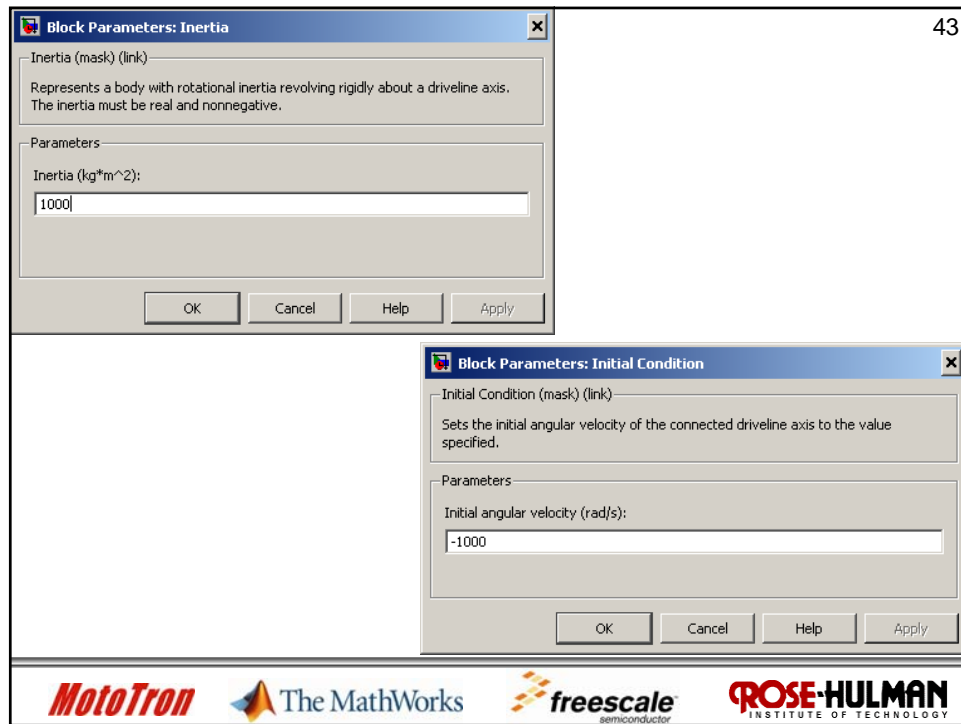 43
Block Parameters: Inertia
Inertia (mask) (link)
Represents a body with rotational inertia revolving rigidly about a driveline axis.
The inertia must be real and nonnegative.
Parameters
Inertia (kg*m^2):
1000
OK Cancel Help Apply
Block Parameters: Initial Condition
Initial Condition (mask) (link)
Sets the initial angular velocity of the connected driveline axis to the value
specified.
Parameters
Initial angular velocity (rad/s):
-1000
OK Cancel Help Apply
MotoTron The MathWorks freescale semiconductor ROSE-HULMAN
INSTITUTE OF TECHNOLOGY